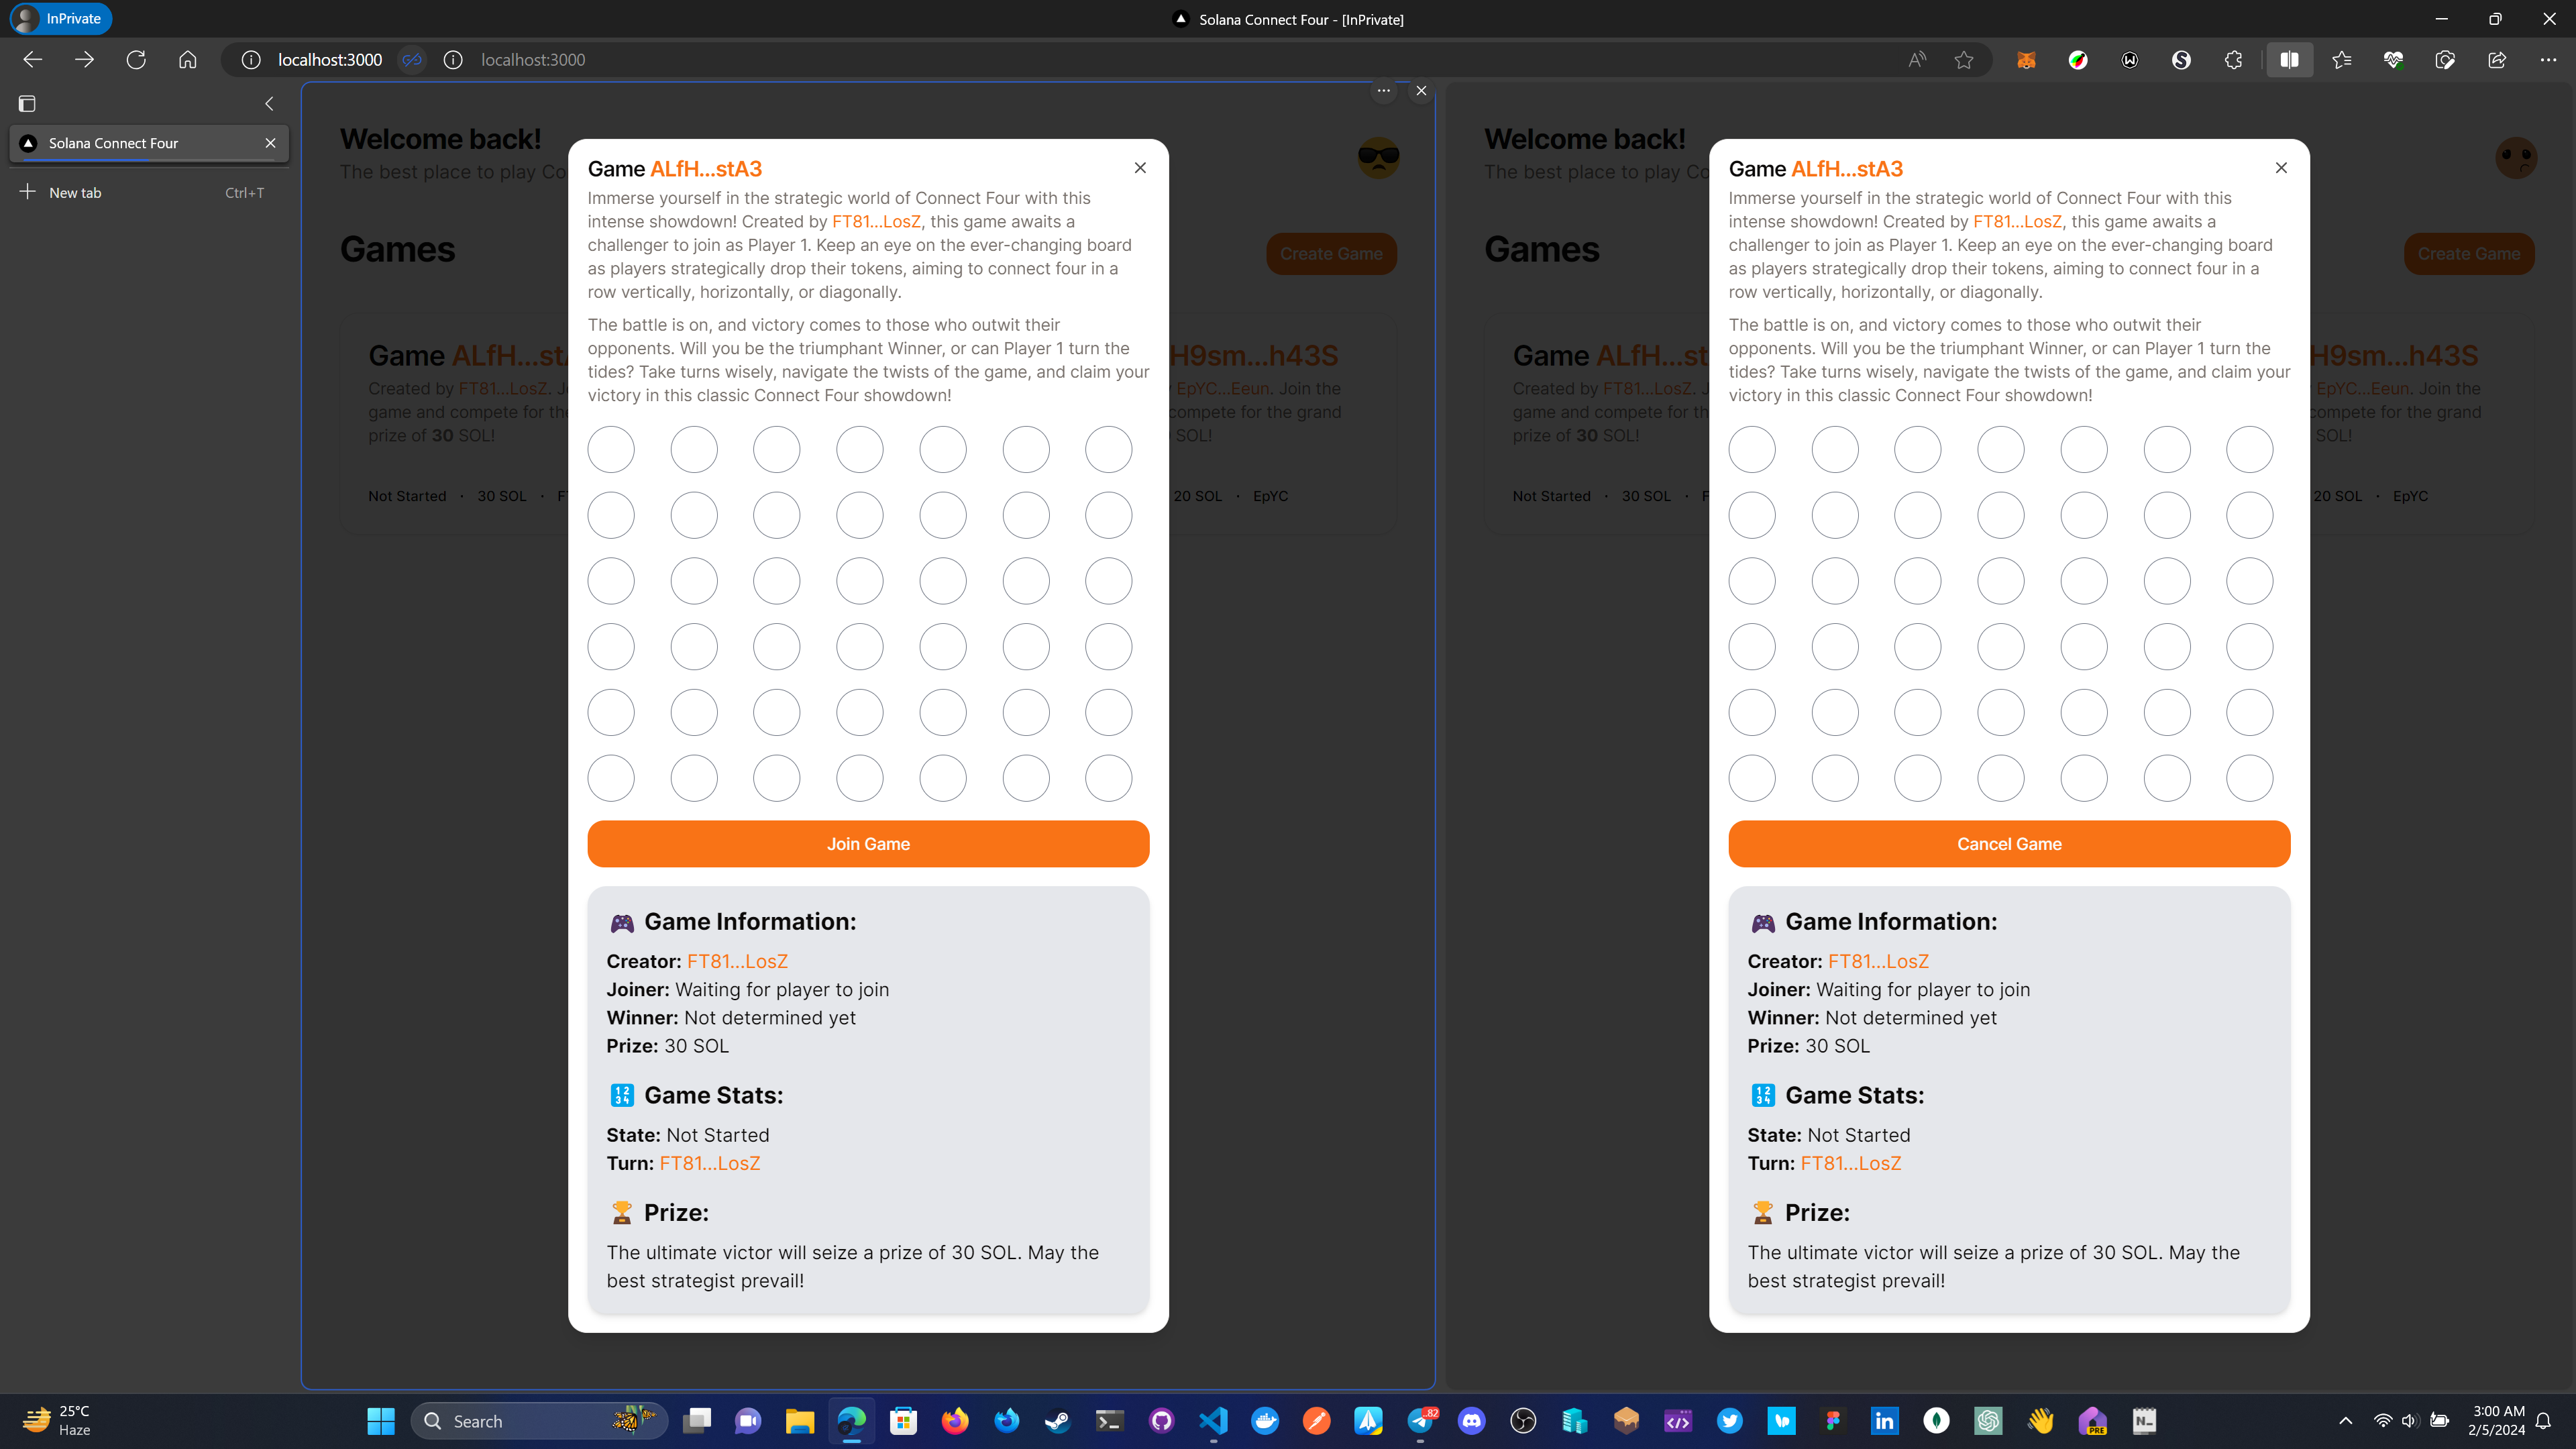 InPrivate
Solana Connect Four - [InPrivate]
localhost:3000
localhost:3000
Solana Connect Four
New tab
Ctrl+T
Welcome back!
The best place to play Co
Games
Create Game
Game ALfH...st
Created by FT81...LosZ. J
game and compete for th
prize of 30 SOL!
Not Started · 30 SOL · F
H9sm...h43S
EpYC...Eeun. Join the
compete for the grand
SOL!
20 SOL · EpYC
Game ALfH...stA3
Immerse yourself in the strategic world of Connect Four with this
intense showdown! Created by FT81...LosZ, this game awaits a
challenger to join as Player 1. Keep an eye on the ever-changing board
as players strategically drop their tokens, aiming to connect four in a
row vertically, horizontally, or diagonally.
The battle is on, and victory comes to those who outwit their
opponents. Will you be the triumphant Winner, or can Player 1 turn the
tides? Take turns wisely, navigate the twists of the game, and claim your
victory in this classic Connect Four showdown!
Join Game
🎮 Game Information:
Creator: FT81...LosZ
Joiner: Waiting for player to join
Winner: Not determined yet
Prize: 30 SOL
🔢 Game Stats:
State: Not Started
Turn: FT81...LosZ
🏆 Prize:
The ultimate victor will seize a prize of 30 SOL. May the
best strategist prevail!
Welcome back!
The best place to play Co
Games
Create Game
Game ALfH...st
Created by FT81...LosZ. J
game and compete for th
prize of 30 SOL!
Not Started · 30 SOL · F
H9sm...h43S
EpYC...Eeun. Join the
compete for the grand
SOL!
20 SOL · EpYC
Game ALfH...stA3
Immerse yourself in the strategic world of Connect Four with this
intense showdown! Created by FT81...LosZ, this game awaits a
challenger to join as Player 1. Keep an eye on the ever-changing board
as players strategically drop their tokens, aiming to connect four in a
row vertically, horizontally, or diagonally.
The battle is on, and victory comes to those who outwit their
opponents. Will you be the triumphant Winner, or can Player 1 turn the
tides? Take turns wisely, navigate the twists of the game, and claim your
victory in this classic Connect Four showdown!
Cancel Game
🎮 Game Information:
Creator: FT81...LosZ
Joiner: Waiting for player to join
Winner: Not determined yet
Prize: 30 SOL
🔢 Game Stats:
State: Not Started
Turn: FT81...LosZ
🏆 Prize:
The ultimate victor will seize a prize of 30 SOL. May the
best strategist prevail!
25°C
Haze
Search
82
PRE
3:00 AM
2/5/2024